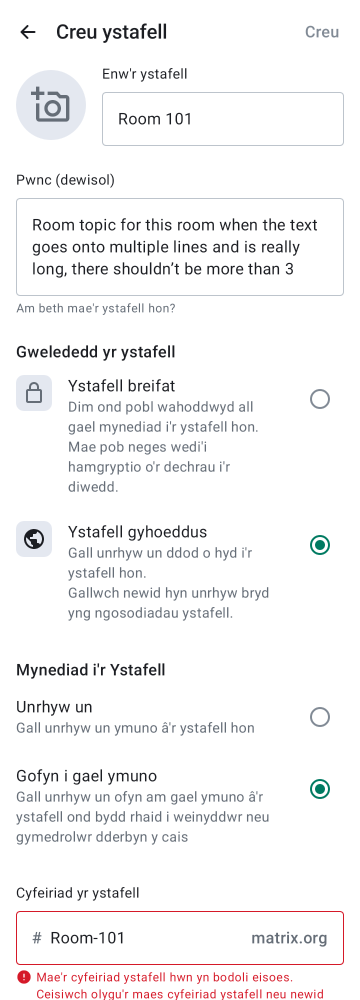 Creu ystafell
Creu
Enw'r ystafell
Room 101
Pwnc (dewisol)
Room topic for this room when the text
goes onto multiple lines and is really
long, there shouldn’t be more than 3
Am beth mae'r ystafell hon?
Gwelededd yr ystafell
Ystafell breifat
Dim ond pobl wahoddwyd all
gael mynediad i'r ystafell hon.
Mae pob neges wedi’i
hamgryptio o'r dechrau i'r
diwedd.
Ystafell gyhoeddus
Gall unrhyw un ddod o hyd i'r
ystafell hon.
Gallwch newid hyn unrhyw bryd
yng ngosodiadau ystafell.
Mynediad i'r Ystafell
Unrhyw un
Gall unrhyw un ymuno â'r ystafell hon
Gofyn i gael ymuno
Gall unrhyw un ofyn am gael ymuno â'r
ystafell ond bydd rhaid i weinyddwr neu
gymedrolwr dderbyn y cais
Cyfeiriad yr ystafell
# Room-101 matrix.org
Mae'r cyfeiriad ystafell hwn yn bodoli eisoes.
Ceisiwch olygu'r maes cyfeiriad ystafell neu newid